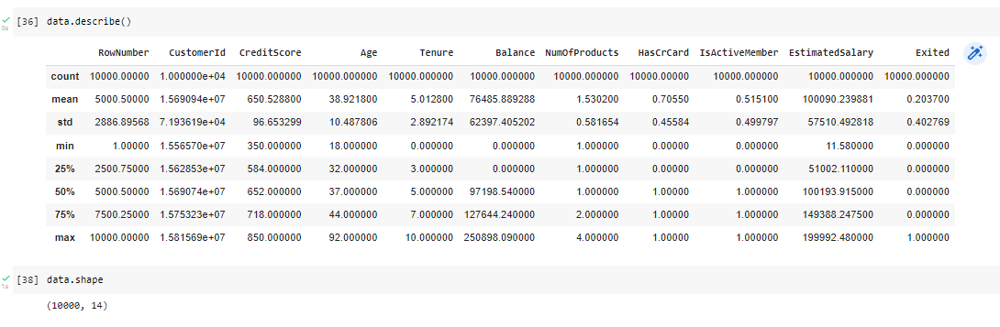 [36] data.describe()
0s
RowNumber CustomerId CreditScore Age Tenure Balance NumOfProducts HasCrCard IsActiveMember EstimatedSalary Exited
count 10000.00000 1.000000e+04 10000.000000 10000.000000 10000.000000 10000.000000 10000.000000 10000.00000 10000.000000 10000.000000 10000.000000
mean 5000.50000 1.569094e+07 650.528800 38.921800 5.012800 76485.889288 1.530200 0.70550 0.515100 100090.239881 0.203700
std 2886.89568 7.193619e+04 96.653299 10.487806 2.892174 62397.405202 0.581654 0.45584 0.499797 57510.492818 0.402769
min 1.00000 1.556570e+07 350.000000 18.000000 0.000000 0.000000 1.000000 0.00000 0.000000 11.580000 0.000000
25% 2500.75000 1.562853e+07 584.000000 32.000000 3.000000 0.000000 1.000000 0.00000 0.000000 51002.110000 0.000000
50% 5000.50000 1.569074e+07 652.000000 37.000000 5.000000 97198.540000 1.000000 1.00000 1.000000 100193.915000 0.000000
75% 7500.25000 1.575323e+07 718.000000 44.000000 7.000000 127644.240000 2.000000 1.00000 1.000000 149388.247500 0.000000
max 10000.00000 1.581569e+07 850.000000 92.000000 10.000000 250898.090000 4.000000 1.00000 1.000000 199992.480000 1.000000
[38] data.shape
1s
(10000, 14)